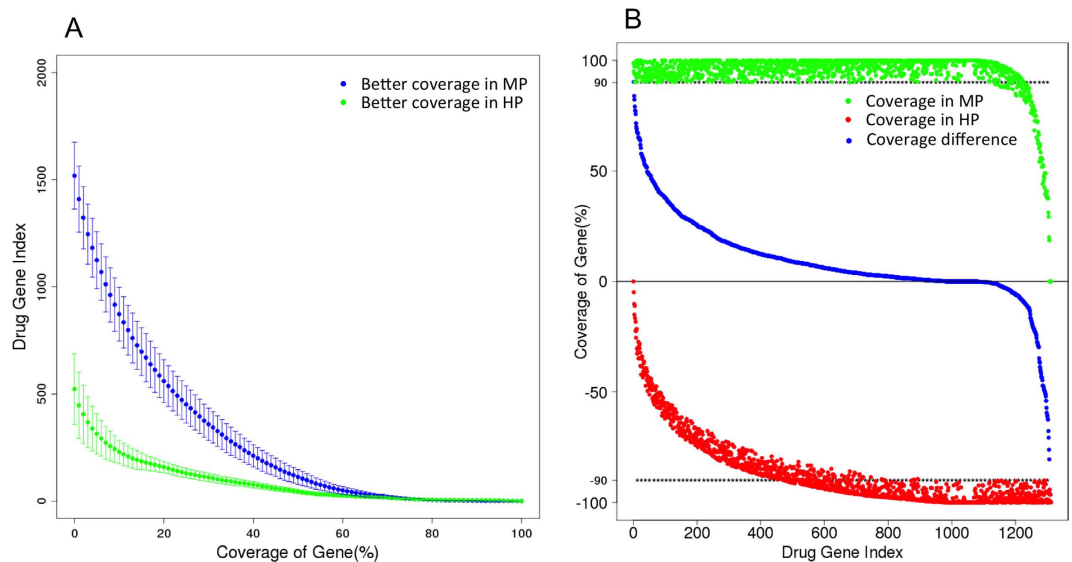 A
Better coverage in MP
Better coverage in HP
Drug Gene Index
2000
1500
1000
500
0
0 20 40 60 80 100
Coverage of Gene(%)
B
Coverage in MP
Coverage in HP
Coverage difference
Coverage of Gene(%)
100
90
50
0
-50
-90
-100
0 200 400 600 800 1000 1200
Drug Gene Index